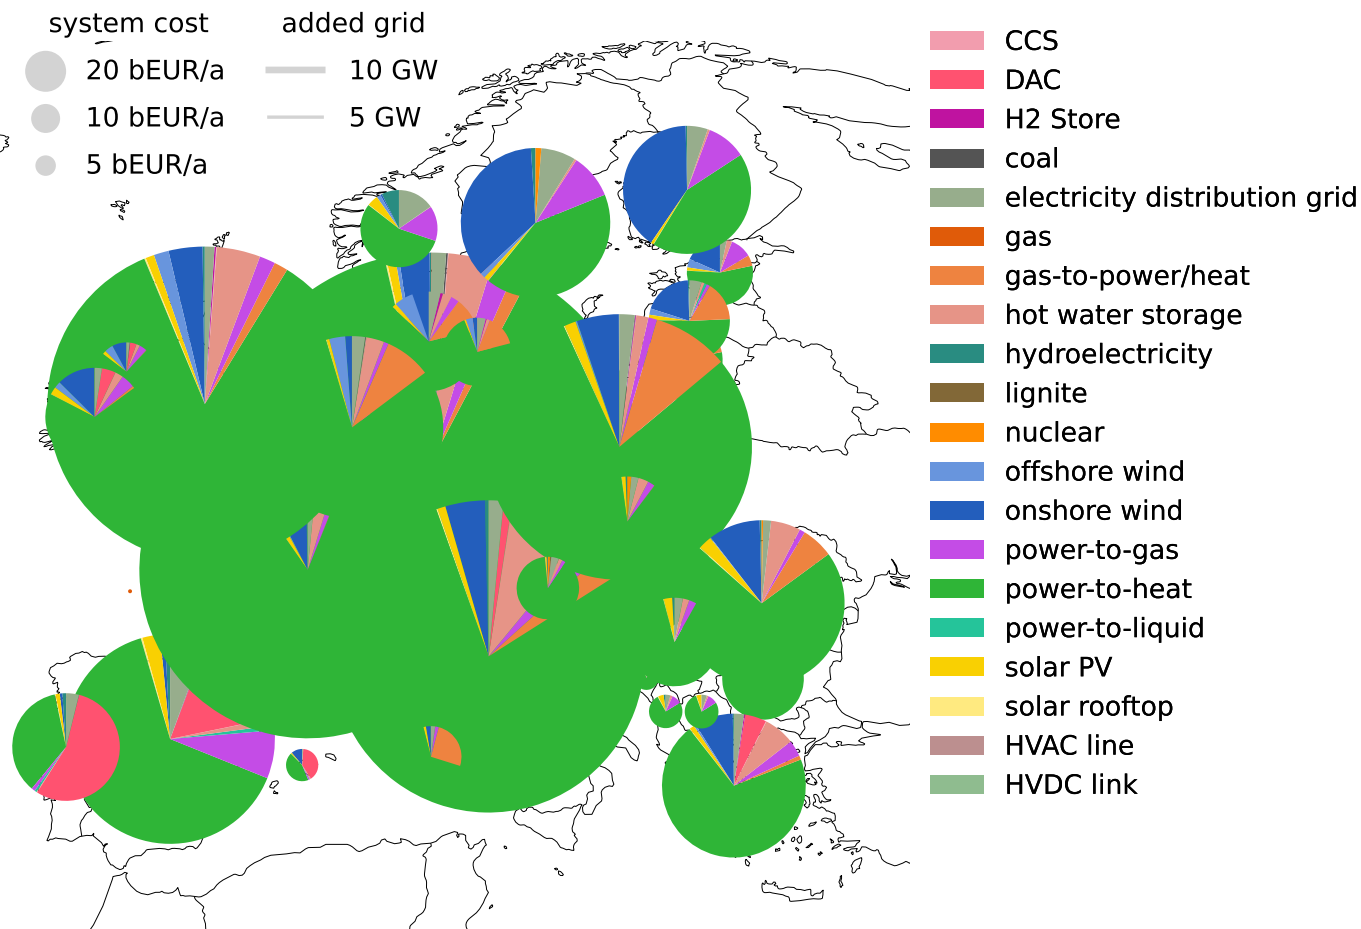 system cost
added grid
20 bEUR/a
10 GW
10 bEUR/a
5 GW
5 bEUR/a
CCS
DAC
H2 Store
coal
electricity distribution grid
gas
gas-to-power/heat
hot water storage
hydroelectricity
lignite
nuclear
offshore wind
onshore wind
power-to-gas
power-to-heat
power-to-liquid
solar PV
solar rooftop
HVAC line
HVDC link